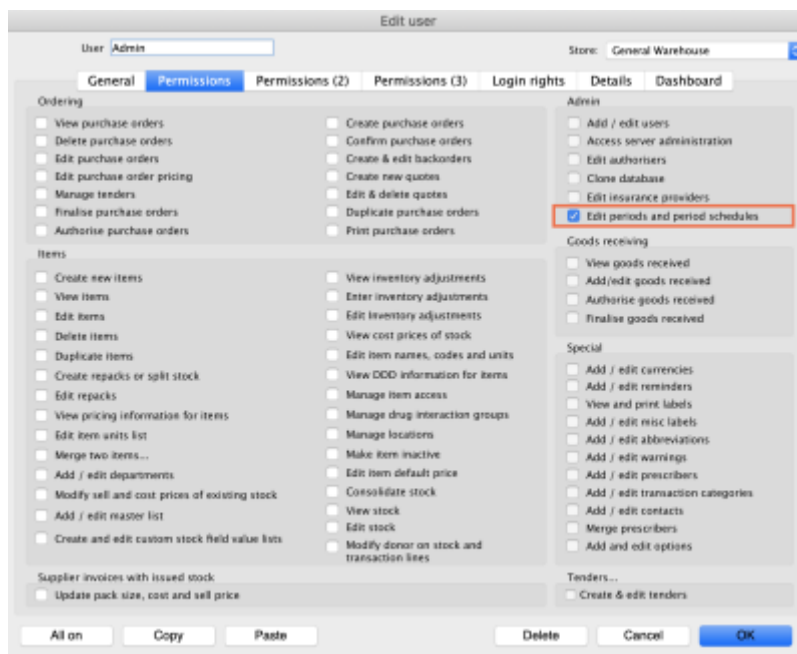 Edit user
User Admin
Store: General Warehouse
General Permissions Permissions (2) Permissions (3) Login rights Details Dashboard
Ordering
View purchase orders
Delete purchase orders
Edit purchase orders
Edit purchase order pricing
Manage tenders
Finalise purchase orders
Authorise purchase orders
Create purchase orders
Confirm purchase orders
Create & edit backorders
Create new quotes
Edit & delete quotes
Duplicate purchase orders
Print purchase orders
Items
Create new items
View items
Edit items
Delete items
Duplicate items
Create repacks or split stock
Edit repacks
View pricing information for items
Edit item units list
Merge two items...
Add / edit departments
Modify sell and cost prices of existing stock
Add / edit master list
Create and edit custom stock field value lists
View inventory adjustments
Enter inventory adjustments
Edit Inventory adjustments
View cost prices of stock
Edit item names, codes and units
View DDD information for items
Manage item access
Manage drug interaction groups
Manage locations
Make item inactive
Edit item default price
Consolidate stock
View stock
Edit stock
Modify donor on stock and
transaction lines
Supplier invoices with issued stock
Update pack size, cost and sell price
Admin
Add / edit users
Access server administration
Edit authorisers
Clone database
Edit insurance providers
Edit periods and period schedules
Goods receiving
View goods received
Add/edit goods received
Authorise goods received
Finalise goods received
Special
Add / edit currencies
Add / edit reminders
View and print labels
Add / edit misc labels
Add / edit abbreviations
Add / edit warnings
Add / edit prescribers
Add / edit transaction categories
Add / edit contacts
Merge prescribers
Add and edit options
Tenders...
Create & edit tenders
All on Copy Paste Delete Cancel OK